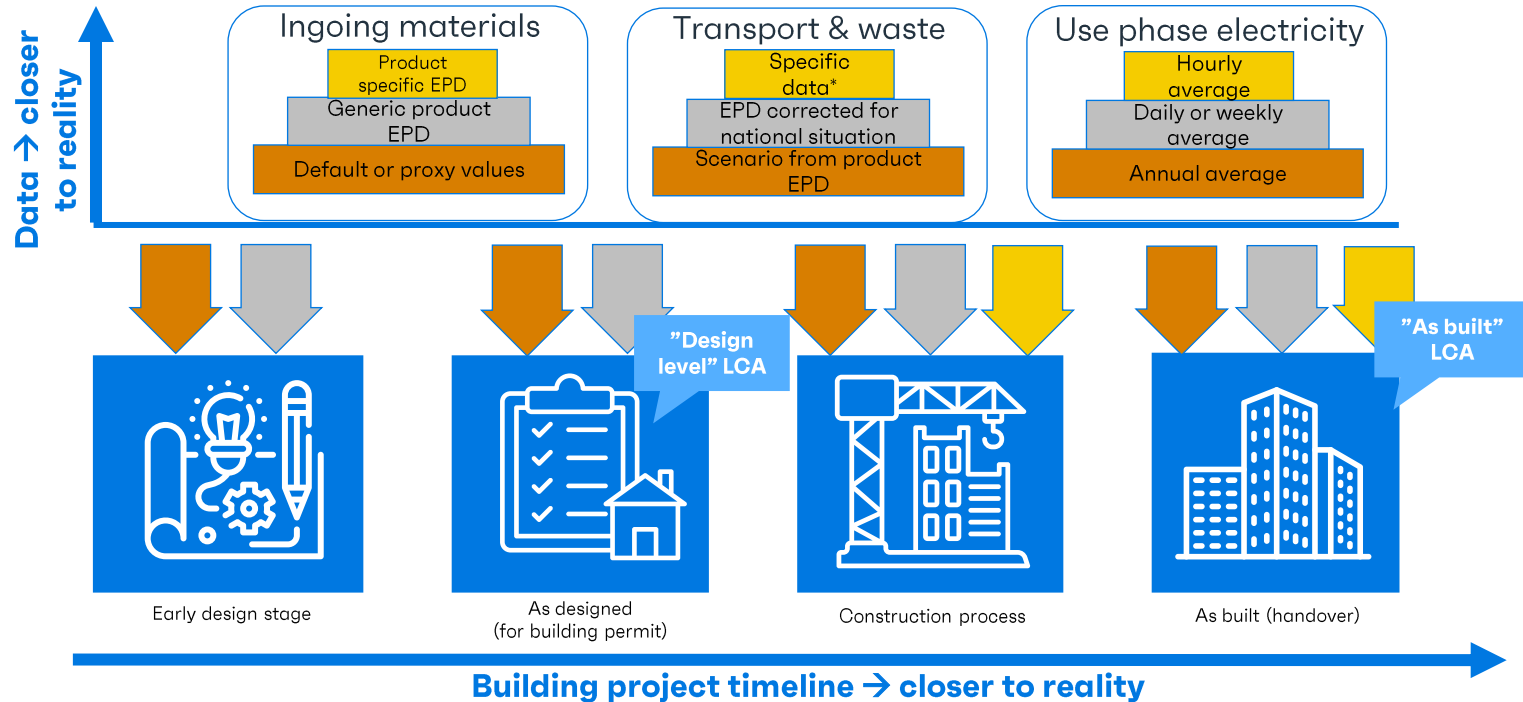 Data → closer
to reality
Ingoing materials
Product
specific EPD
Generic product
EPD
Default or proxy values
Transport & waste
Specific
data*
EPD corrected for
national situation
Scenario from product
EPD
Use phase electricity
Hourly
average
Daily or weekly
average
Annual average
”Design
level” LCA
”As built”
LCA
Early design stage
As designed
(for building permit)
Construction process
As built (handover)
Building project timeline → closer to reality